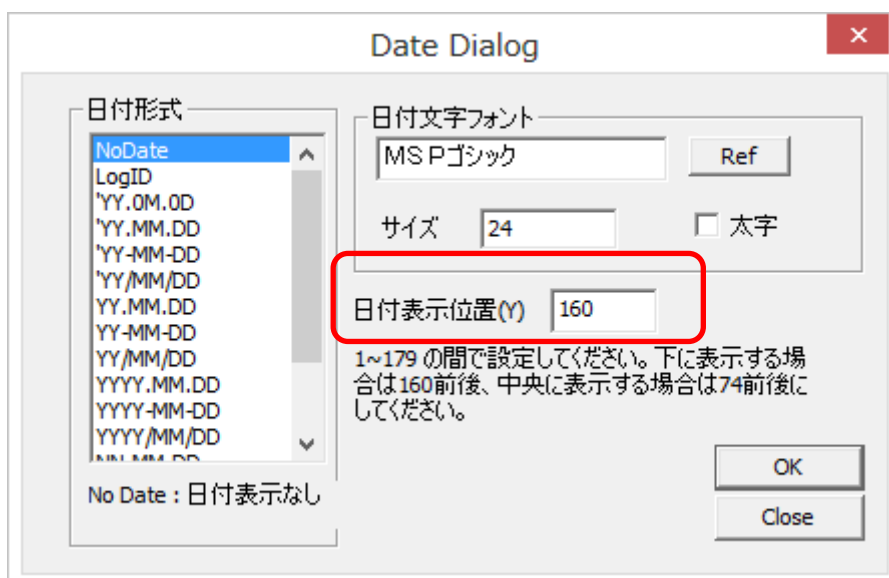 Date Dialog
日付形式
NoDate
LogID
'YY.0M.0D
'YY.MM.DD
'YY-MM-DD
'YY/MM/DD
YY.MM.DD
YY-MM-DD
YY/MM/DD
YYYY.MM.DD
YYYY-MM-DD
YYYY/MM/DD
No Date : 日付表示なし
日付文字フォント
MS Pゴシック
Ref
サイズ 24
太字
日付表示位置(Y) 160
1~179 の間で設定してください。下に表示する場
合は160前後、中央に表示する場合は74前後に
してください。
OK
Close